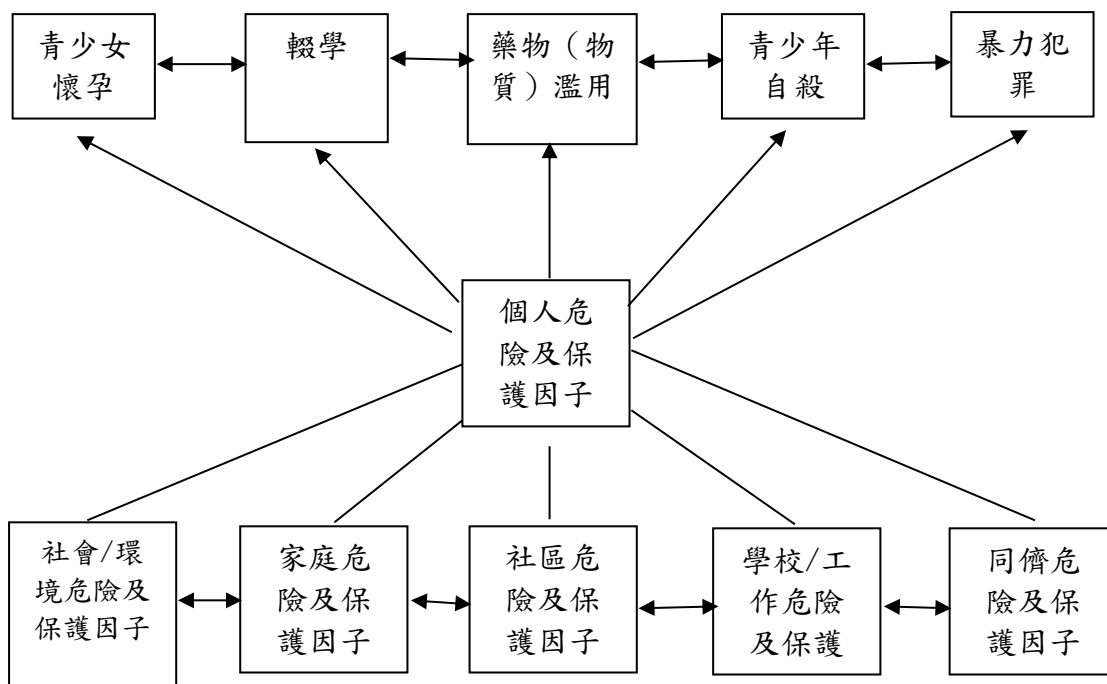 青少女
懷孕
輟學
藥物（物
質）濫用
青少年
自殺
暴力犯
罪
個人危
險及保
護因子
社會/環
境危險及
保護因子
家庭危
險及保
護因子
社區危
險及保
護因子
學校/工
作危險
及保護
同儕危
險及保
護因子